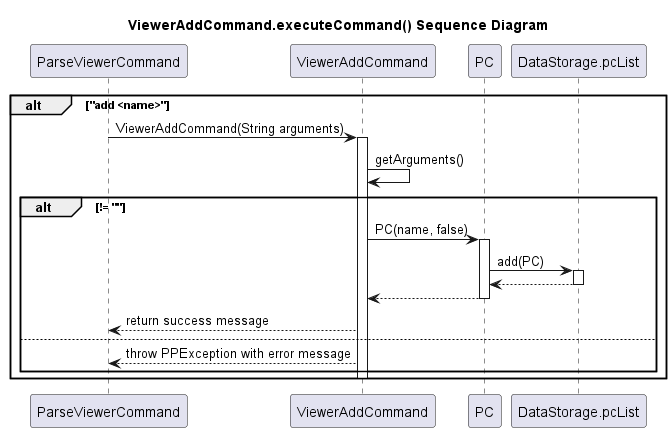 ViewerAddCommand.executeCommand() Sequence Diagram
ParseViewerCommand ViewerAddCommand PC DataStorage.pcList
alt ["add <name>"]
ViewerAddCommand(String arguments)
getArguments()
alt [!= ""]
PC(name, false)
add(PC)
return success message
throw PPException with error message
ParseViewerCommand ViewerAddCommand PC DataStorage.pcList